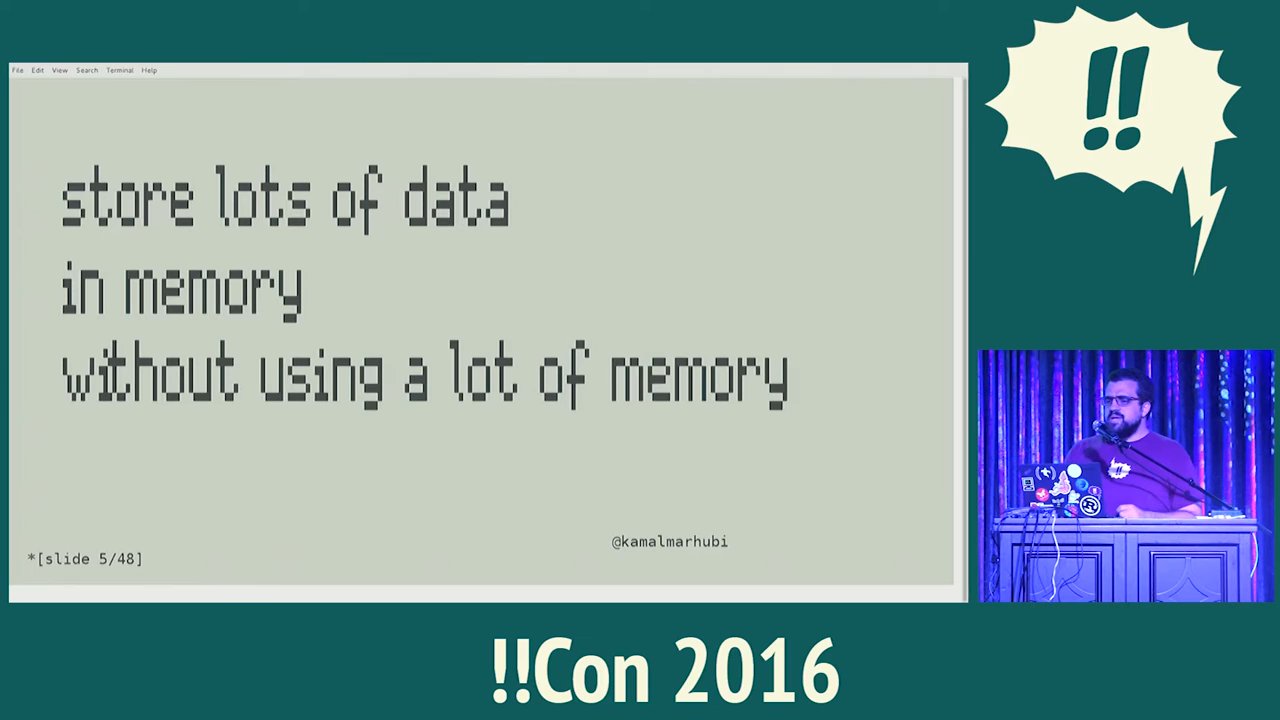 !!
File Edit View Search Terminal Help
store lots of data
in memory
without using a lot of memory
@kamalmarhubi
*[slide 5/48]
!!
!!Con 2016